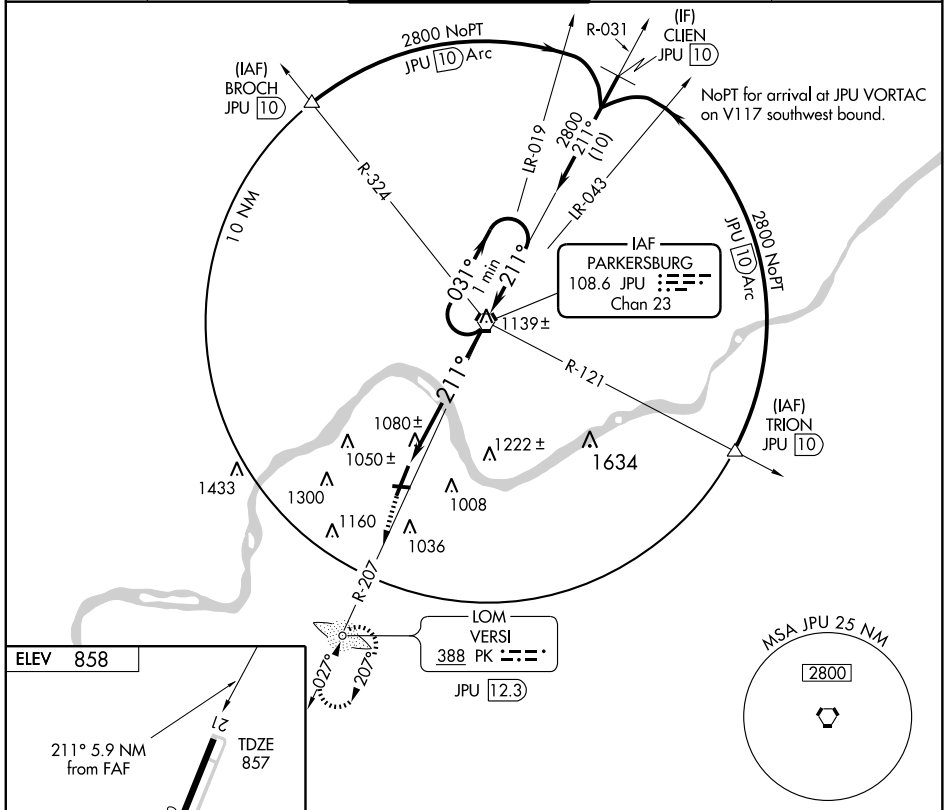 2800 NoPT
JPU 10 Arc
R-031
(IF)
CLIEN
JPU 10
(IAF)
BROCH
JPU 10
NoPT for arrival at JPU VORTAC
on V117 southwest bound.
LR-019
2800
211°
(10)
LR-043
R-324
10 NM
2800 NoPT
JPU 10 Arc
031°
1 min
211°
IAF
PARKERSBURG
108.6 JPU
Chan 23
1139±
R-121
211°
(IAF)
TRION
JPU 10
1080±
1050±
1222±
1634
1433
1300
1008
1160
1036
R-207
LOM
VERSI
388 PK
JPU 12.3
027°
207°
MSA JPU 25 NM
2800
ELEV 858
211° 5.9 NM
from FAF
21
TDZE
857